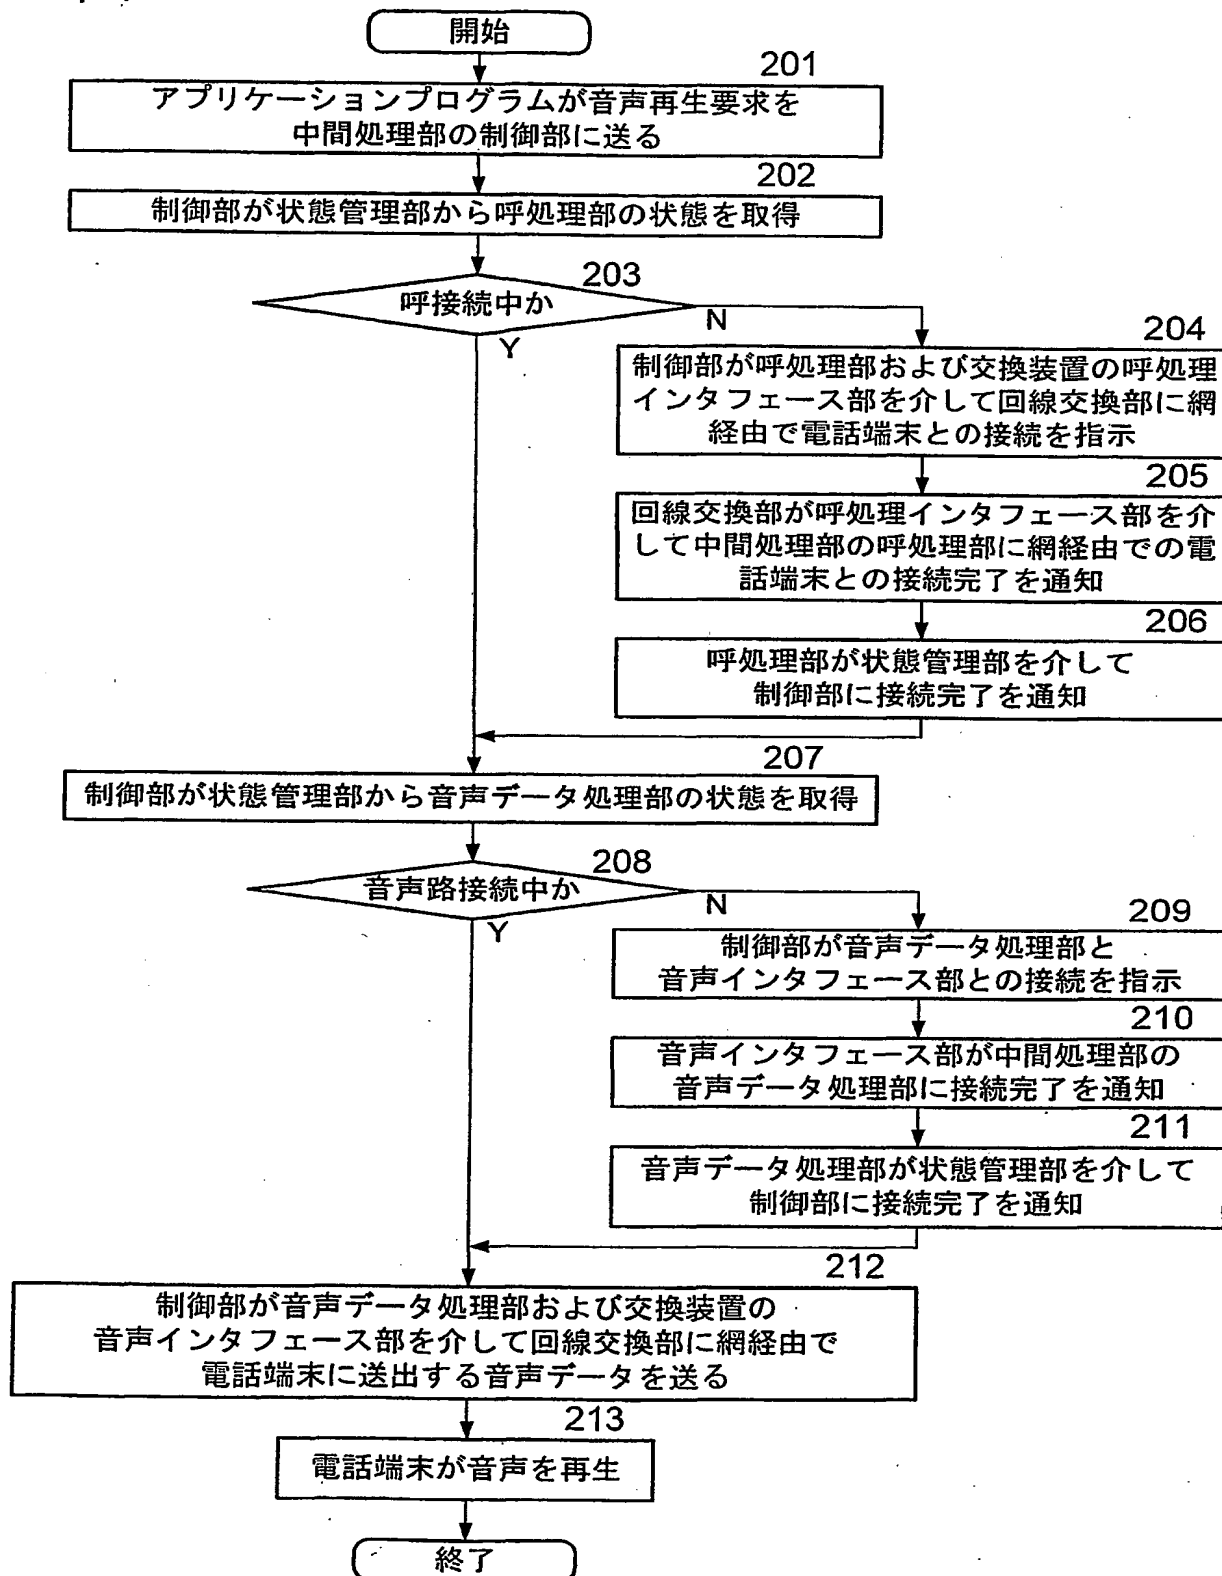 開始
201
アプリケーションプログラムが音声再生要求を
中間処理部の制御部に送る
202
制御部が状態管理部から呼処理部の状態を取得
203
呼接続中か
N
Y
204
制御部が呼処理部および交換装置の呼処理
インタフェース部を介して回線交換部に網
経由で電話端末との接続を指示
205
回線交換部が呼処理インタフェース部を介
して中間処理部の呼処理部に網経由での電
話端末との接続完了を通知
206
呼処理部が状態管理部を介して
制御部に接続完了を通知
207
制御部が状態管理部から音声データ処理部の状態を取得
208
音声路接続中か
N
Y
209
制御部が音声データ処理部と
音声インタフェース部との接続を指示
210
音声インタフェース部が中間処理部の
音声データ処理部に接続完了を通知
211
音声データ処理部が状態管理部を介して
制御部に接続完了を通知
212
制御部が音声データ処理部および交換装置の
音声インタフェース部を介して回線交換部に網経由で
電話端末に送出する音声データを送る
213
電話端末が音声を再生
終了